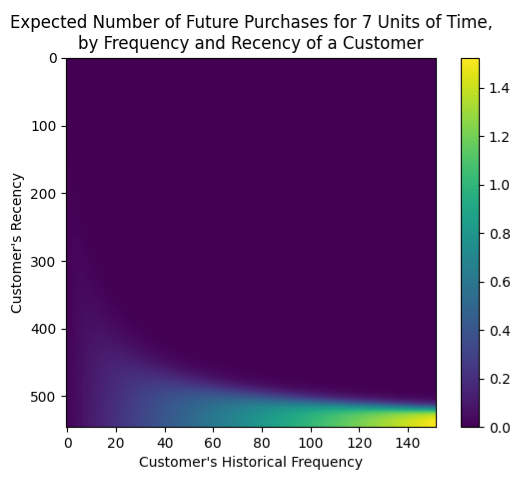 Expected Number of Future Purchases for 7 Units of Time,
by Frequency and Recency of a Customer
0
100
200
300
400
500
Customer's Recency
0 20 40 60 80 100 120 140
Customer's Historical Frequency
1.4
1.2
1.0
0.8
0.6
0.4
0.2
0.0